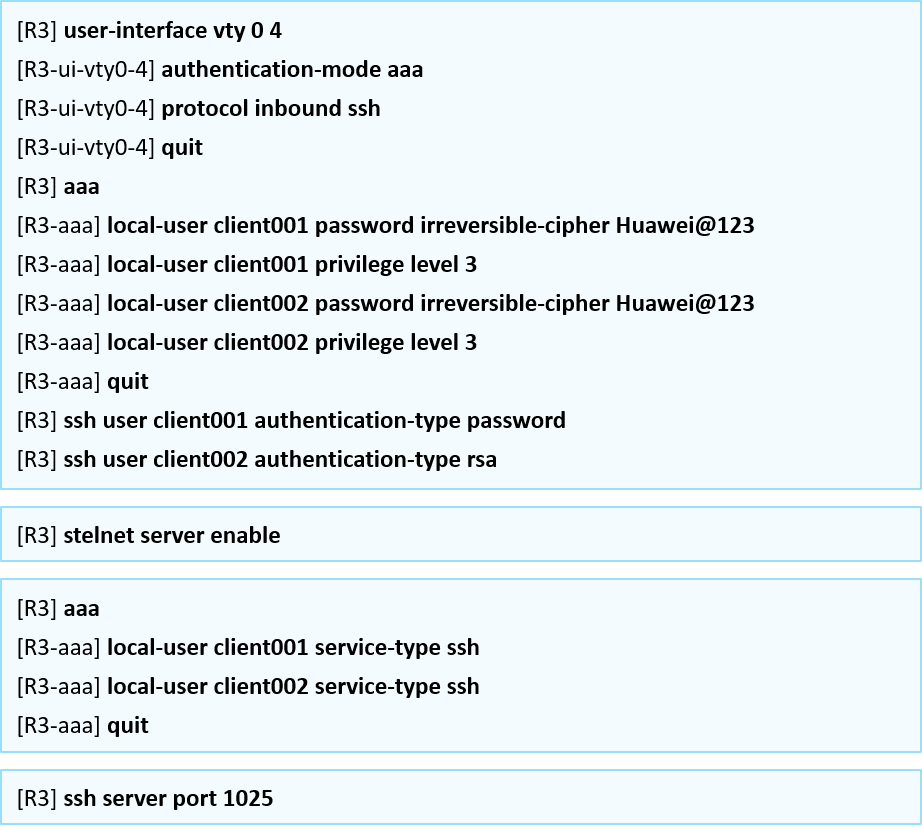 [R3] user-interface vty 0 4
[R3-ui-vty0-4] authentication-mode aaa
[R3-ui-vty0-4] protocol inbound ssh
[R3-ui-vty0-4] quit
[R3] aaa
[R3-aaa] local-user client001 password irreversible-cipher Huawei@123
[R3-aaa] local-user client001 privilege level 3
[R3-aaa] local-user client002 password irreversible-cipher Huawei@123
[R3-aaa] local-user client002 privilege level 3
[R3-aaa] quit
[R3] ssh user client001 authentication-type password
[R3] ssh user client002 authentication-type rsa
[R3] stelnet server enable
[R3] aaa
[R3-aaa] local-user client001 service-type ssh
[R3-aaa] local-user client002 service-type ssh
[R3-aaa] quit
[R3] ssh server port 1025